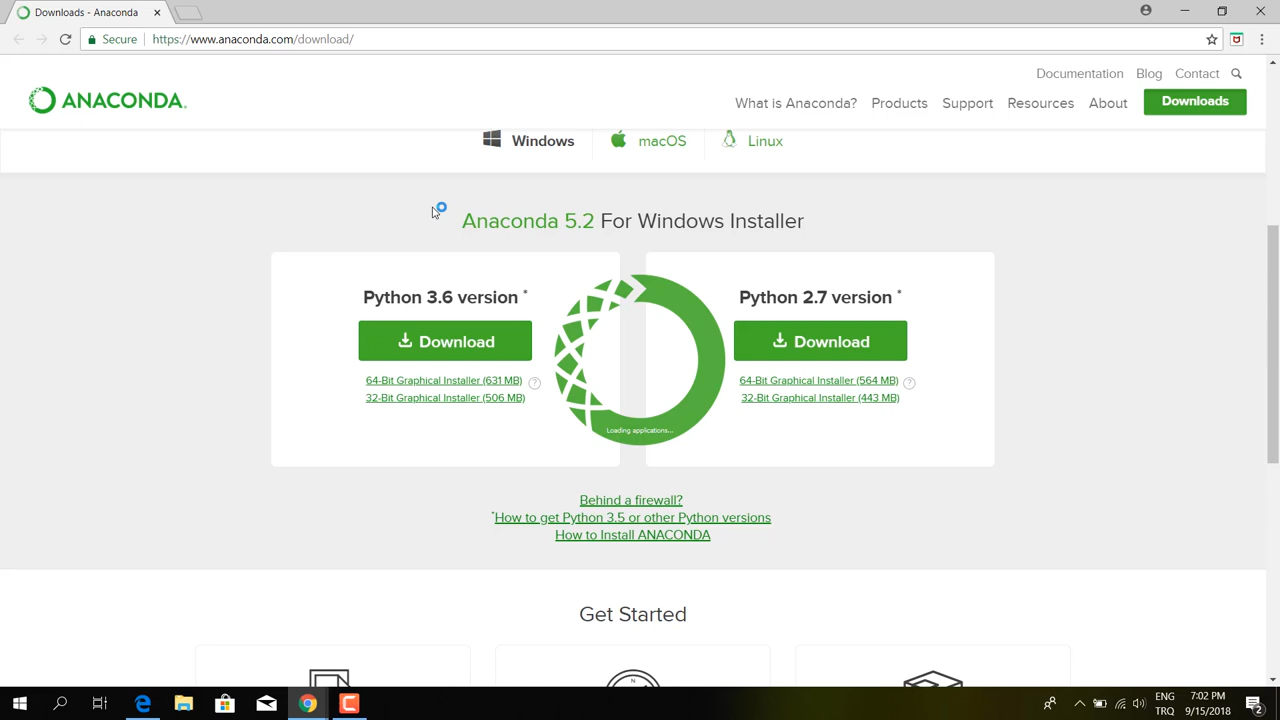 Downloads - Anaconda
Secure https://www.anaconda.com/download/
Documentation Blog Contact
ANACONDA.
What is Anaconda? Products Support Resources About Downloads
Windows macOS Linux
Anaconda 5.2 For Windows Installer
Python 3.6 version *
Download
64-Bit Graphical Installer (631 MB) ?
32-Bit Graphical Installer (506 MB)
Python 2.7 version *
Download
64-Bit Graphical Installer (564 MB) ?
32-Bit Graphical Installer (443 MB)
Loading applications...
Behind a firewall?
*How to get Python 3.5 or other Python versions
How to Install ANACONDA
Get Started
N
ENG
TRQ
7:02 PM
9/15/2018
2